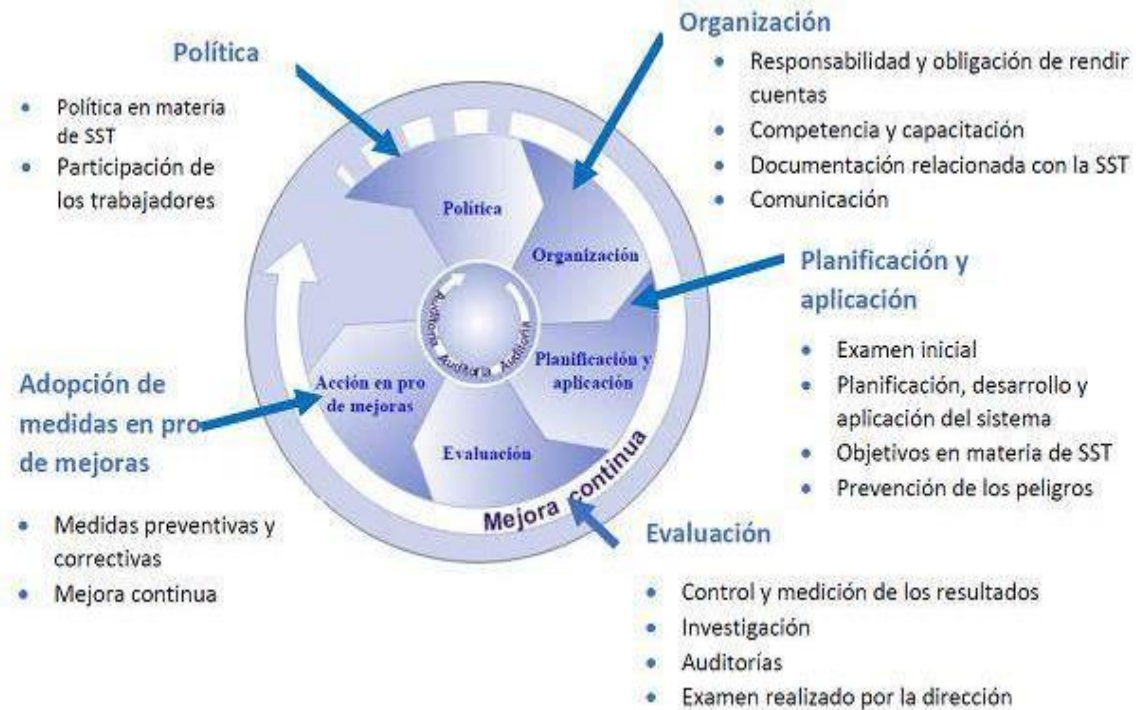 Política
• Política en materia
de SST
• Participación de
los trabajadores
Organización
• Responsabilidad y obligación de rendir
cuentas
• Competencia y capacitación
• Documentación relacionada con la SST
• Comunicación
Planificación y
aplicación
• Examen inicial
• Planificación, desarrollo y
aplicación del sistema
• Objetivos en materia de SST
• Prevención de los peligros
Evaluación
• Control y medición de los resultados
• Investigación
• Auditorías
• Examen realizado por la dirección
Adopción de
medidas en pro
de mejoras
• Medidas preventivas y
correctivas
• Mejora continua
Política
Organización
Planificación y
aplicación
Evaluación
Acción en pro
de mejoras
Auditoria Auditoria Auditoria
Mejora continua